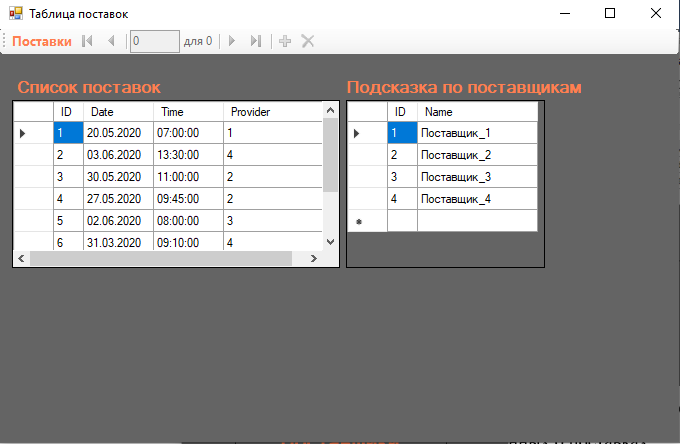 Таблица поставок
Поставки 0 для 0
Список поставок
ID Date Time Provider
1 20.05.2020 07:00:00 1
2 03.06.2020 13:30:00 4
3 30.05.2020 11:00:00 2
4 27.05.2020 09:45:00 2
5 02.06.2020 08:00:00 3
6 31.03.2020 09:10:00 4
Подсказка по поставщикам
ID Name
1 Поставщик_1
2 Поставщик_2
3 Поставщик_3
4 Поставщик_4